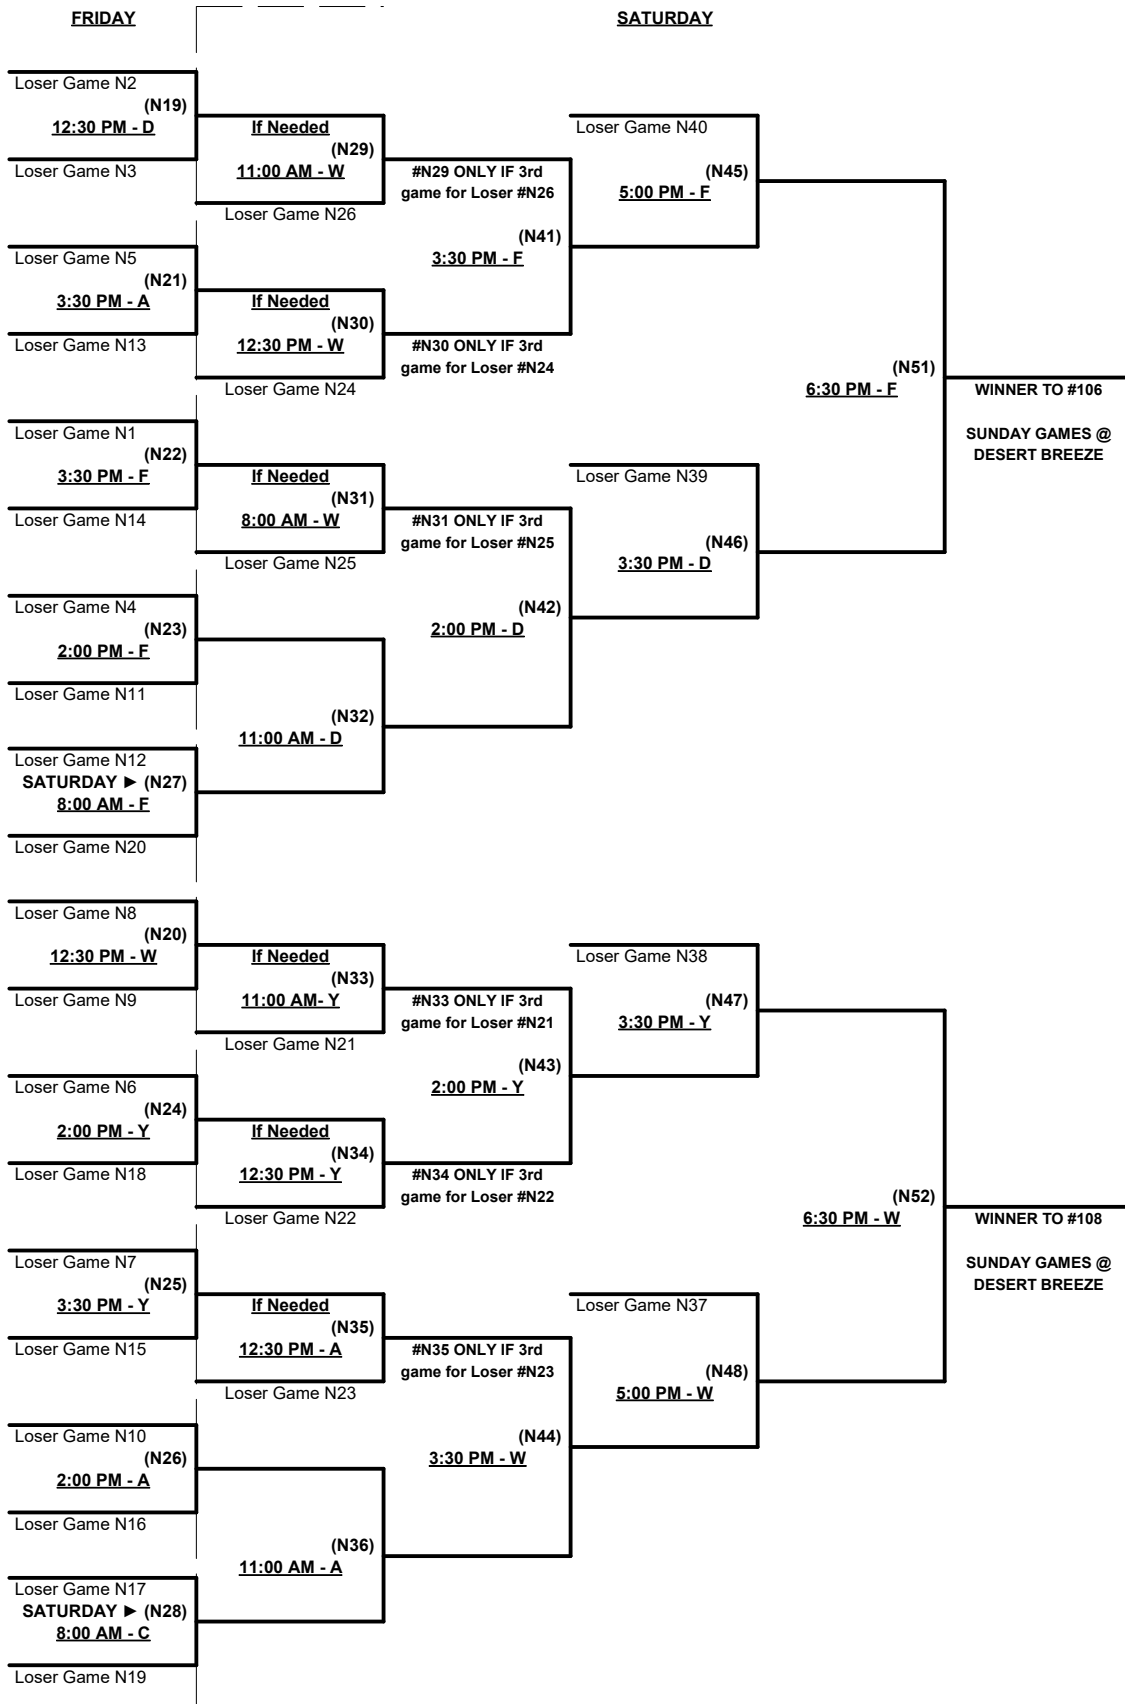 FRIDAY
SATURDAY
Loser Game N2
(N19)
12:30 PM - D
Loser Game N3
If Needed
(N29)
11:00 AM - W
Loser Game N26
#N29 ONLY IF 3rd
game for Loser #N26
Loser Game N40
(N45)
5:00 PM - F
Loser Game N5
(N21)
3:30 PM - A
Loser Game N13
(N41)
3:30 PM - F
If Needed
(N30)
12:30 PM - W
Loser Game N24
#N30 ONLY IF 3rd
game for Loser #N24
(N51)
6:30 PM - F
WINNER TO #106
SUNDAY GAMES @
DESERT BREEZE
Loser Game N1
(N22)
3:30 PM - F
Loser Game N14
If Needed
(N31)
8:00 AM - W
Loser Game N25
#N31 ONLY IF 3rd
game for Loser #N25
Loser Game N39
(N46)
3:30 PM - D
Loser Game N4
(N23)
2:00 PM - F
Loser Game N11
(N42)
2:00 PM - D
(N32)
11:00 AM - D
Loser Game N12
SATURDAY ► (N27)
8:00 AM - F
Loser Game N20
Loser Game N8
(N20)
12:30 PM - W
Loser Game N9
If Needed
(N33)
11:00 AM- Y
Loser Game N21
#N33 ONLY IF 3rd
game for Loser #N21
Loser Game N38
(N47)
3:30 PM - Y
Loser Game N6
(N24)
2:00 PM - Y
Loser Game N18
(N43)
2:00 PM - Y
If Needed
(N34)
12:30 PM - Y
Loser Game N22
#N34 ONLY IF 3rd
game for Loser #N22
(N52)
6:30 PM - W
WINNER TO #108
SUNDAY GAMES @
DESERT BREEZE
Loser Game N7
(N25)
3:30 PM - Y
Loser Game N15
If Needed
(N35)
12:30 PM - A
Loser Game N23
#N35 ONLY IF 3rd
game for Loser #N23
Loser Game N37
(N48)
5:00 PM - W
Loser Game N10
(N26)
2:00 PM - A
Loser Game N16
(N44)
3:30 PM - W
(N36)
11:00 AM - A
Loser Game N17
SATURDAY ► (N28)
8:00 AM - C
Loser Game N19